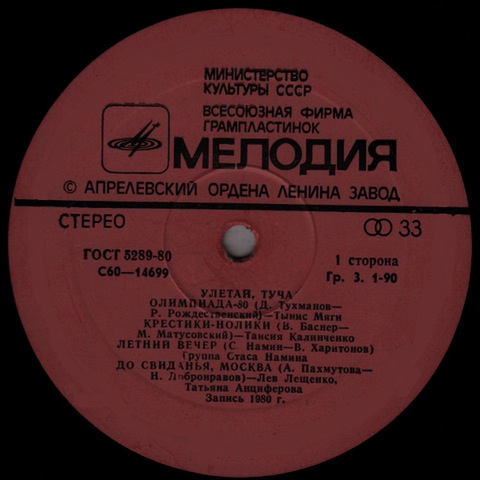 МИНИСТЕРСТВО
КУЛЬТУРЫ СССР
ВСЕСОЮЗНАЯ ФИРМА
ГРАМПЛАСТИНОК
МЕЛОДИЯ
© АПРЕЛЕВСКИЙ ОРДЕНА ЛЕНИНА ЗАВОД
СТЕРЕО
33
ГОСТ 5289-80
С60—14699
1 сторона
Гр. 3. 1-90
УЛЕТАЙ, ТУЧА
ОЛИМПИАДА-80 (Д. Тухманов—
Р. Рождественский)—Тынис Мяги
КРЕСТИКИ-НОЛИКИ (В. Баснер—
М. Матусовский)—Таисия Калинченко
ЛЕТНИЙ ВЕЧЕР (С. Намин—В. Харитонов)
Группа Стаса Намина
ДО СВИДАНЬЯ, МОСКВА (А. Пахмутова—
Н. Добронравов)—Лев Лещенко,
Татьяна Анциферова
Запись 1980 г.